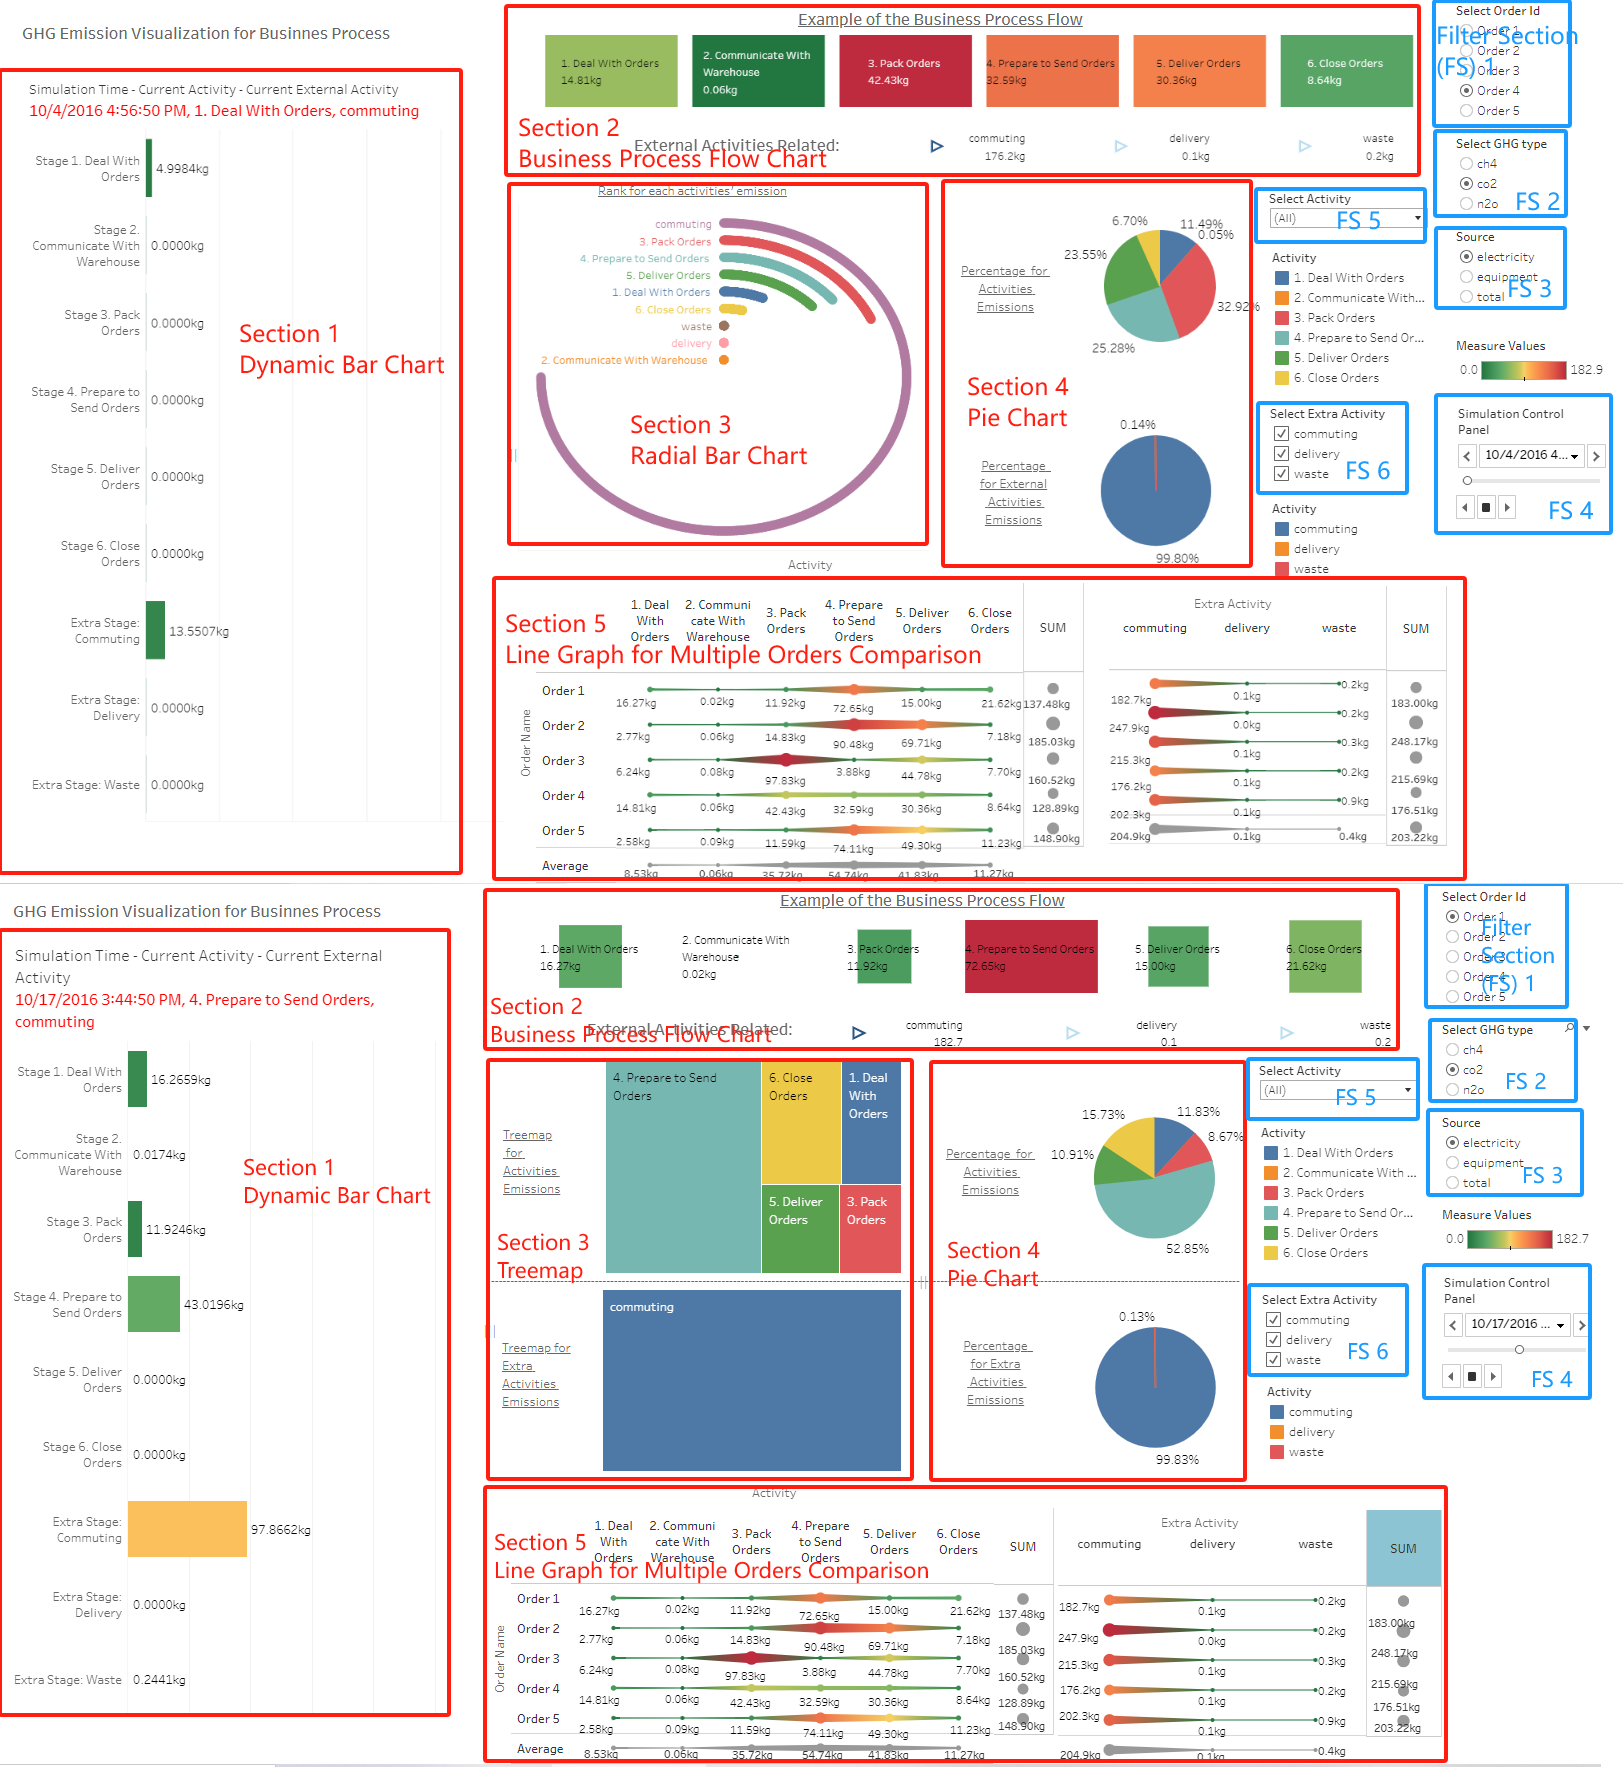 GHG Emission Visualization for Businnes Process
Simulation Time - Current Activity - Current External Activity
10/4/2016 4:56:50 PM, 1. Deal With Orders, commuting
Stage 1. Deal With
Orders
4.9984kg
Stage 2.
Communicate With
Warehouse
0.0000kg
Stage 3. Pack
Orders
0.0000kg
Section 1
Dynamic Bar Chart
Stage 4. Prepare to
Send Orders
0.0000kg
Stage 5. Deliver
Orders
0.0000kg
Stage 6. Close
Orders
0.0000kg
Extra Stage:
Commuting
13.5507kg
Extra Stage:
Delivery
0.0000kg
Extra Stage: Waste
0.0000kg
Example of the Business Process Flow
1. Deal With Orders
14.81kg
2. Communicate With
Warehouse
0.06kg
3. Pack Orders
42.43kg
4. Prepare to Send Orders
32.59kg
5. Deliver Orders
30.36kg
6. Close Orders
8.64kg
Section 2
Business Process Flow Chart
External Activities Related:
commuting
176.2kg
delivery
0.1kg
waste
0.2kg
Rank for each activities' emission
commuting
3. Pack Orders
4. Prepare to Send Orders
5. Deliver Orders
1. Deal With Orders
6. Close Orders
waste
delivery
2. Communicate With Warehouse
Section 3
Radial Bar Chart
6.70%
11.49%
0.05%
23.55%
32.92%
25.28%
Percentage for
Activities
Emissions
Section 4
Pie Chart
0.14%
Percentage
for External
Activities
Emissions
99.80%
Select Order Id
Order 1
Order 2
Order 3
Order 4
Order 5
Filter Section
(FS) 1
Select GHG type
ch4
co2
n2o
FS 2
Select Activity
(All)
FS 5
Source
electricity
equipment
total
FS 3
Activity
1. Deal With Orders
2. Communicate With...
3. Pack Orders
4. Prepare to Send Or...
5. Deliver Orders
6. Close Orders
Measure Values
0.0
182.9
Select Extra Activity
commuting
delivery
waste
FS 6
Simulation Control
Panel
10/4/2016 4...
FS 4
Activity
commuting
delivery
waste
Activity
Section 5
Line Graph for Multiple Orders Comparison
1. Deal
With
Orders
2. Communi
cate With
Warehouse
3. Pack
Orders
4. Prepare
to Send
Orders
5. Deliver
Orders
6. Close
Orders
SUM
Extra Activity
commuting
delivery
waste
SUM
Order Name
Order 1
16.27kg 0.02kg 11.92kg 72.65kg 15.00kg 21.62kg 137.48kg 182.7kg 0.1kg 0.2kg 183.00kg
Order 2
2.77kg 0.06kg 14.83kg 90.48kg 69.71kg 7.18kg 185.03kg 247.9kg 0.0kg 0.2kg 248.17kg
Order 3
6.24kg 0.08kg 97.83kg 3.88kg 44.78kg 7.70kg 160.52kg 215.3kg 0.1kg 0.3kg 215.69kg
Order 4
14.81kg 0.06kg 42.43kg 32.59kg 30.36kg 8.64kg 128.89kg 176.2kg 0.1kg 0.2kg 176.51kg
Order 5
2.58kg 0.09kg 11.59kg 74.11kg 49.30kg 11.23kg 148.90kg 202.3kg 0.1kg 0.9kg 203.22kg
Average
8.53kg 0.06kg 35.72kg 54.74kg 41.83kg 11.27kg 204.9kg 0.1kg 0.4kg
GHG Emission Visualization for Businnes Process
Simulation Time - Current Activity - Current External
Activity
10/17/2016 3:44:50 PM, 4. Prepare to Send Orders,
commuting
Stage 1. Deal With
Orders
16.2659kg
Stage 2.
Communicate With
Warehouse
0.0174kg
Section 1
Dynamic Bar Chart
Stage 3. Pack
Orders
11.9246kg
Stage 4. Prepare to
Send Orders
43.0196kg
Stage 5. Deliver
Orders
0.0000kg
Stage 6. Close
Orders
0.0000kg
Extra Stage:
Commuting
97.8662kg
Extra Stage:
Delivery
0.0000kg
Extra Stage: Waste
0.2441kg
Example of the Business Process Flow
1. Deal With Orders
16.27kg
2. Communicate With
Warehouse
0.02kg
3. Pack Orders
11.92kg
4. Prepare to Send Orders
72.65kg
5. Deliver Orders
15.00kg
6. Close Orders
21.62kg
Section 2
Business Process Flow Chart
External Activities Related:
commuting
182.7
delivery
0.1
waste
0.2
Treemap
for
Activities
Emissions
4. Prepare to Send
Orders
6. Close
Orders
1. Deal
With
Orders
5. Deliver
Orders
3. Pack
Orders
Section 3
Treemap
commuting
Treemap for
Extra
Activities
Emissions
15.73%
11.83%
8.67%
10.91%
52.85%
Percentage for
Activities
Emissions
Section 4
Pie Chart
0.13%
Percentage
for Extra
Activities
Emissions
99.83%
Select Order Id
Order 1
Order 2
Order 3
Order 4
Order 5
Filter
Section
(FS) 1
Select GHG type
ch4
co2
n2o
FS 2
Select Activity
(All)
FS 5
Source
electricity
equipment
total
FS 3
Activity
1. Deal With Orders
2. Communicate With ...
3. Pack Orders
4. Prepare to Send Or...
5. Deliver Orders
6. Close Orders
Measure Values
0.0
182.7
Select Extra Activity
commuting
delivery
waste
FS 6
Simulation Control
Panel
10/17/2016 ...
FS 4
Activity
commuting
delivery
waste
Activity
Section 5
Line Graph for Multiple Orders Comparison
1. Deal
With
Orders
2. Communi
cate With
Warehouse
3. Pack
Orders
4. Prepare
to Send
Orders
5. Deliver
Orders
6. Close
Orders
SUM
Extra Activity
commuting
delivery
waste
SUM
Order Name
Order 1
16.27kg 0.02kg 11.92kg 72.65kg 15.00kg 21.62kg 137.48kg 182.7kg 0.1kg 0.2kg 183.00kg
Order 2
2.77kg 0.06kg 14.83kg 90.48kg 69.71kg 7.18kg 185.03kg 247.9kg 0.0kg 0.2kg 248.17kg
Order 3
6.24kg 0.08kg 97.83kg 3.88kg 44.78kg 7.70kg 160.52kg 215.3kg 0.1kg 0.3kg 215.69kg
Order 4
14.81kg 0.06kg 42.43kg 32.59kg 30.36kg 8.64kg 128.89kg 176.2kg 0.1kg 0.2kg 176.51kg
Order 5
2.58kg 0.09kg 11.59kg 74.11kg 49.30kg 11.23kg 148.90kg 202.3kg 0.1kg 0.9kg 203.22kg
Average
8.53kg 0.06kg 35.72kg 54.74kg 41.83kg 11.27kg 204.9kg 0.1kg 0.4kg